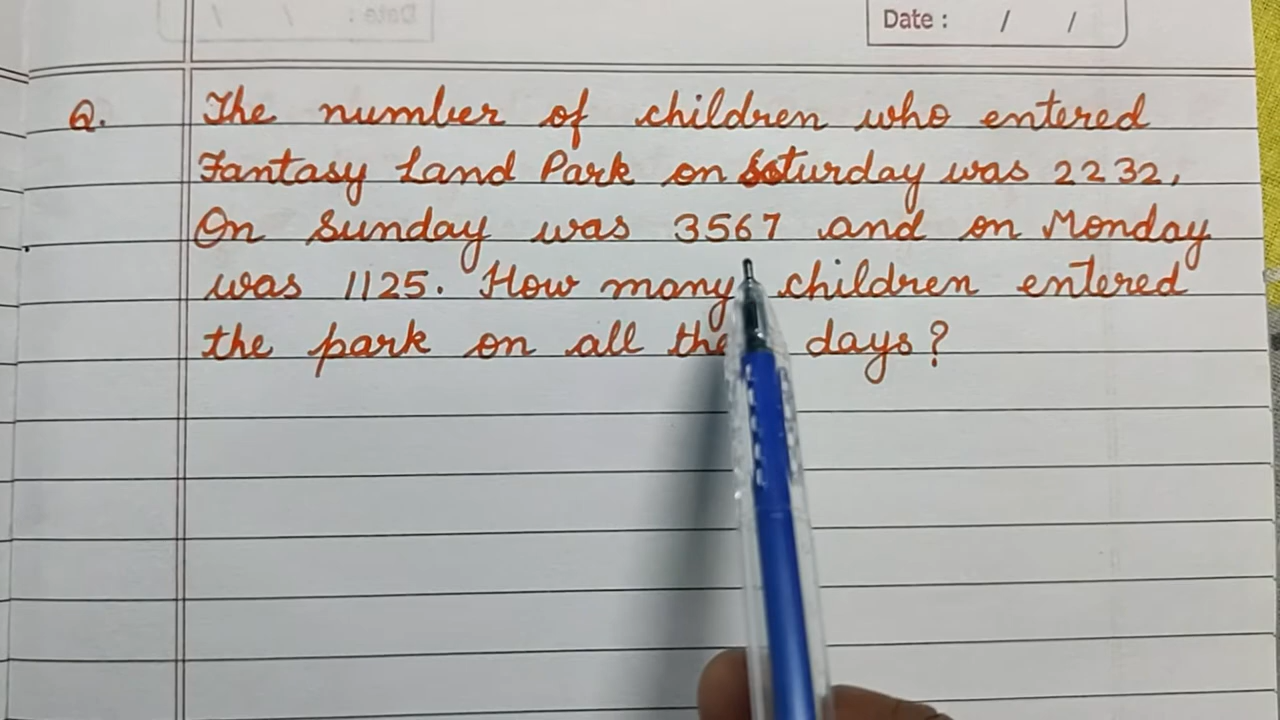 Date : / /
Q. The number of children who entered
Fantasy Land Park on Saturday was 2232,
On Sunday was 3567 and on Monday
was 1125. How many children entered
the park on all the days?